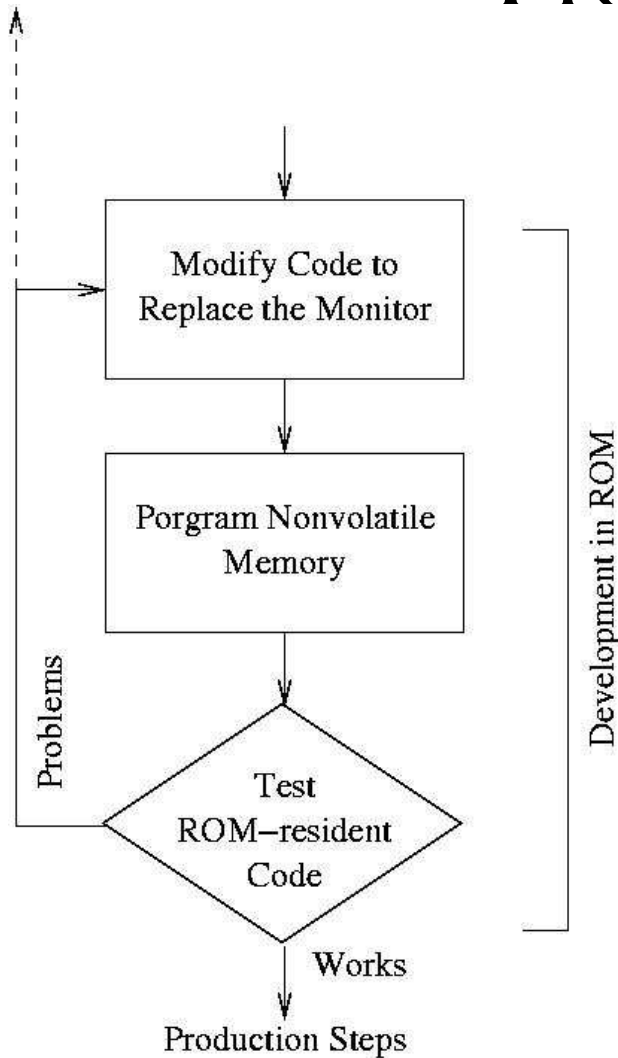 Modify Code to
Replace the Monitor
Porgram Nonvolatile
Memory
Development in ROM
Problems
Test
ROM-resident
Code
Works
Production Steps